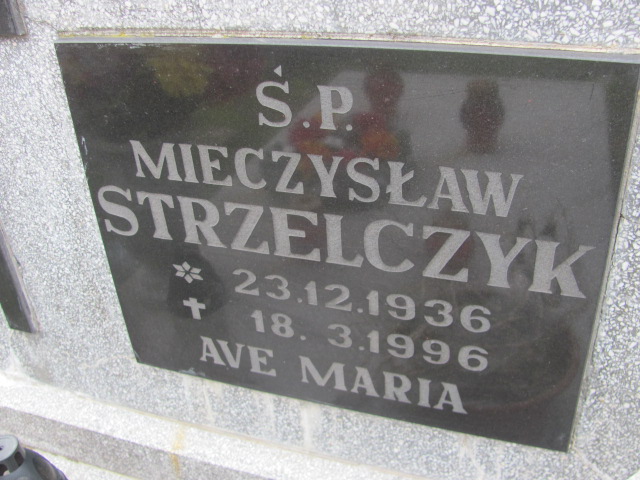 Ś.P.
MIECZYSŁAW
STRZELCZYK
23.12.1936
18. 3.1996
AVE MARIA